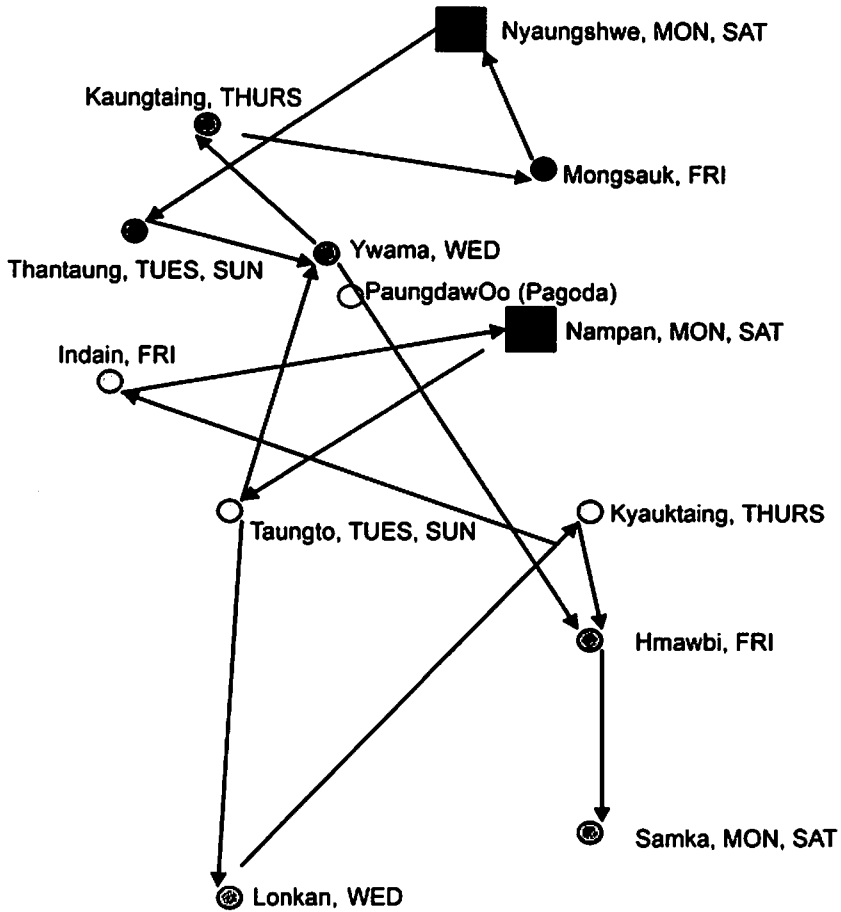 Nyaungshwe, MON, SAT
Kaungtaing, THURS
Mongsauk, FRI
Ywama, WED
Thantaung, TUES, SUN
PaungdawOo (Pagoda)
Nampan, MON, SAT
Indain, FRI
Kyauktaing, THURS
Taungto, TUES, SUN
Hmawbi, FRI
Samka, MON, SAT
Lonkan, WED